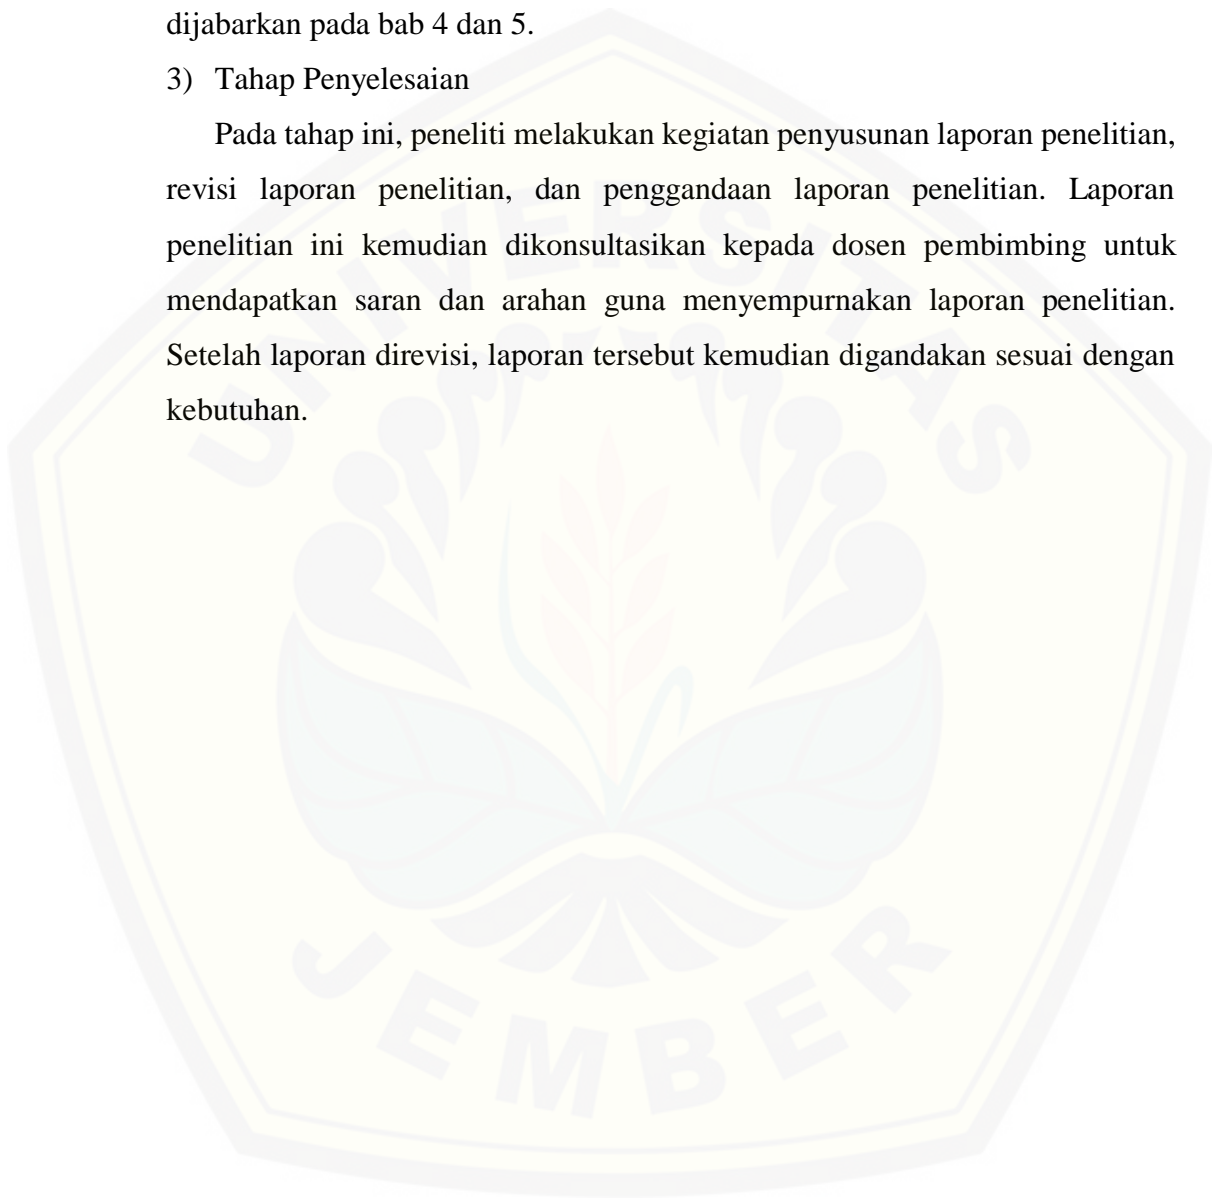 dijabarkan pada bab 4 dan 5.
3) Tahap Penyelesaian
Pada tahap ini, peneliti melakukan kegiatan penyusunan laporan penelitian,
revisi laporan penelitian, dan penggandaan laporan penelitian. Laporan
penelitian ini kemudian dikonsultasikan kepada dosen pembimbing untuk
mendapatkan saran dan arahan guna menyempurnakan laporan penelitian.
Setelah laporan direvisi, laporan tersebut kemudian digandakan sesuai dengan
kebutuhan.
UNIVERSITAS
JEMBER